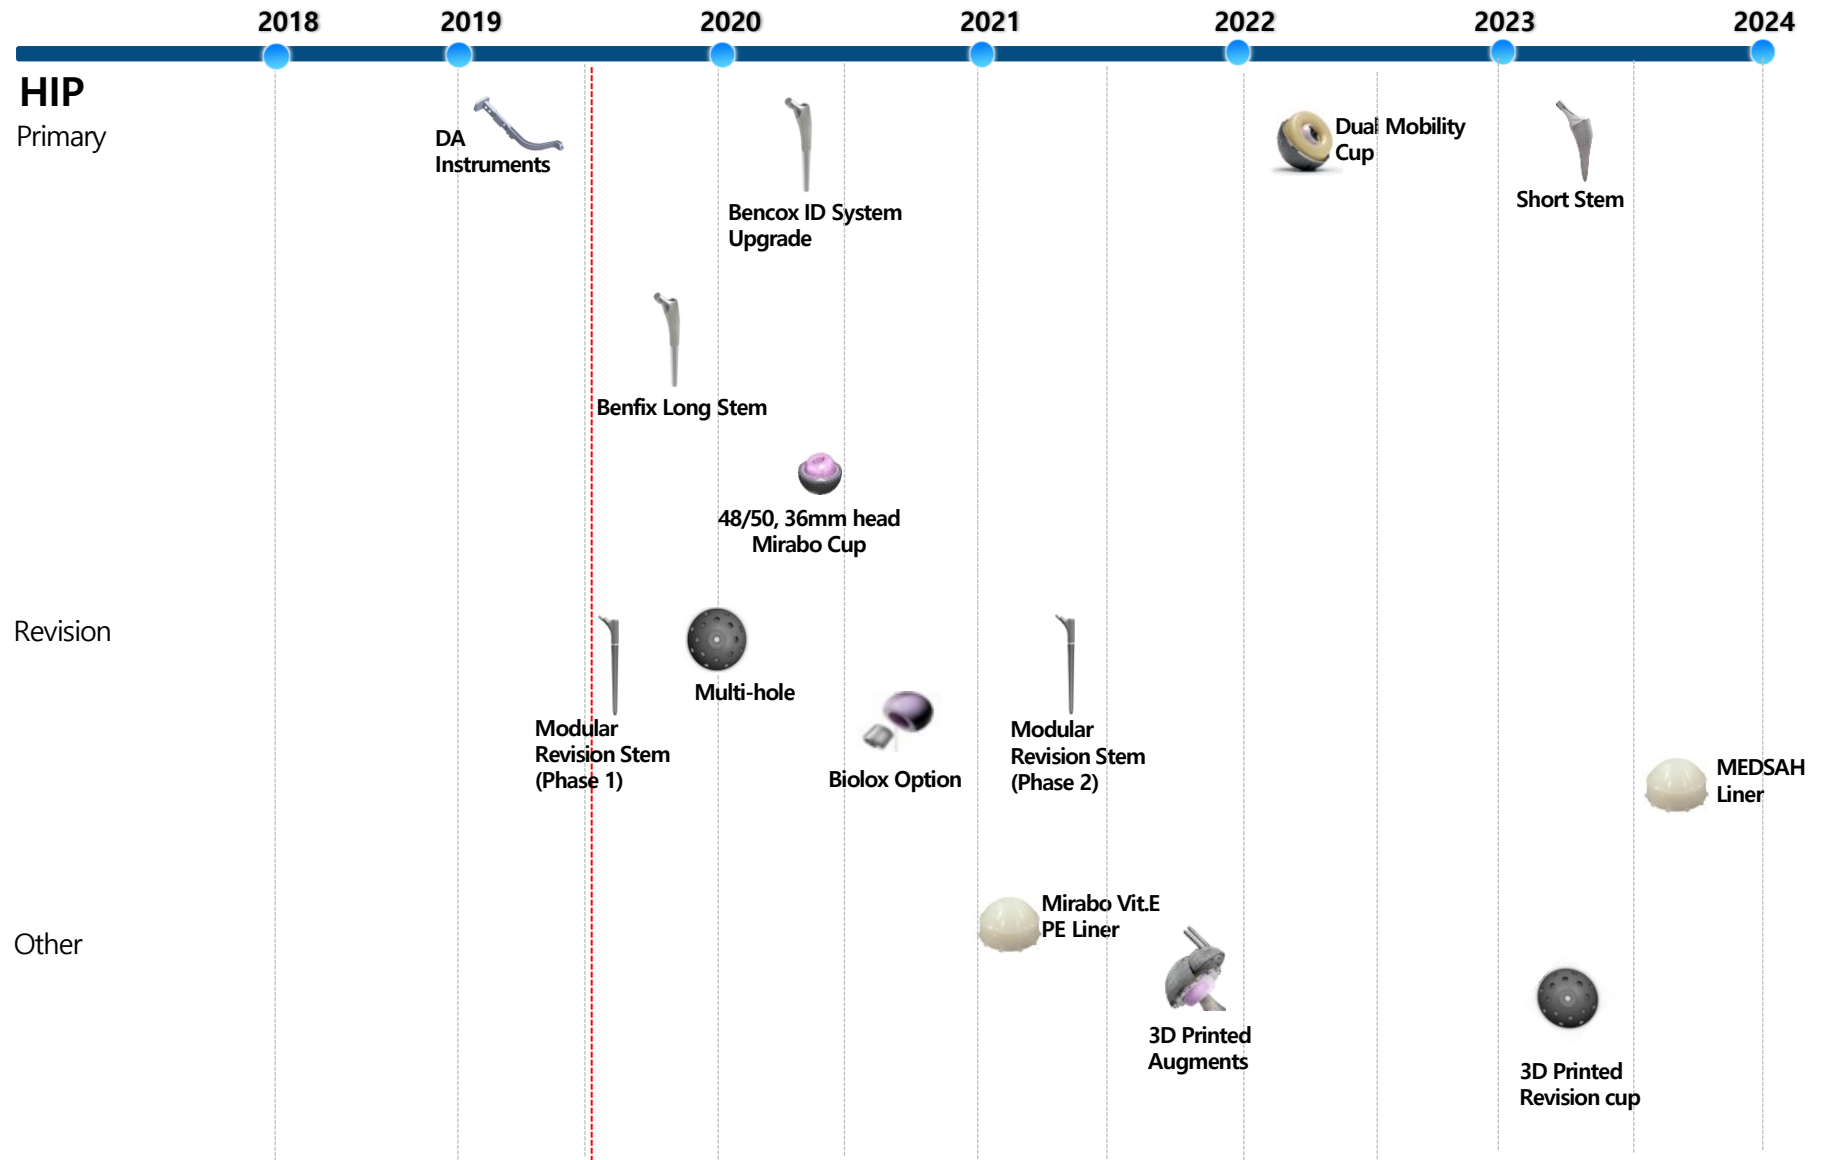 2018 2019 2020 2021 2022 2023 2024
HIP
Primary
DA
Instruments
Bencox ID System
Upgrade
Dual Mobility
Cup
Short Stem
Benfix Long Stem
48/50, 36mm head
Mirabo Cup
Revision
Modular
Revision Stem
(Phase 1)
Multi-hole
Biolox Option
Modular
Revision Stem
(Phase 2)
MEDSAH
Liner
Other
Mirabo Vit.E
PE Liner
3D Printed
Augments
3D Printed
Revision cup